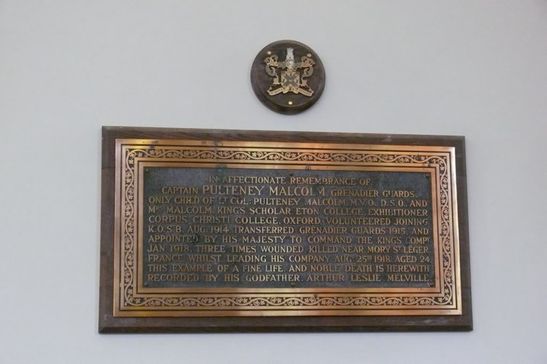 IN AFFECTIONATE REMEMBRANCE OF
CAPTAIN PULTENEY MALCOLM, GRENADIER GUARDS.
ONLY CHILD OF LT COL: PULTENEY MALCOLM, M.V.O. D.S.O. AND
MRS MALCOLM. KINGS SCHOLAR ETON COLLEGE. EXHIBITIONER
CORPUS CHRISTI COLLEGE, OXFORD. VOLUNTEERED JOINING
K.O.S.B. AUG. 1914. TRANSFERRED GRENADIER GUARDS 1915. AND
APPOINTED BY HIS MAJESTY TO COMMAND THE KING'S COMPY
JAN 1918. THREE TIMES WOUNDED. KILLED NEAR MORY ST LEGER,
FRANCE WHILST LEADING HIS COMPANY, AUG. 25TH 1918. AGED 24
THIS EXAMPLE OF A FINE LIFE AND NOBLE DEATH IS HEREWITH
RECORDED BY HIS GODFATHER. ARTHUR LESLIE MELVILLE.